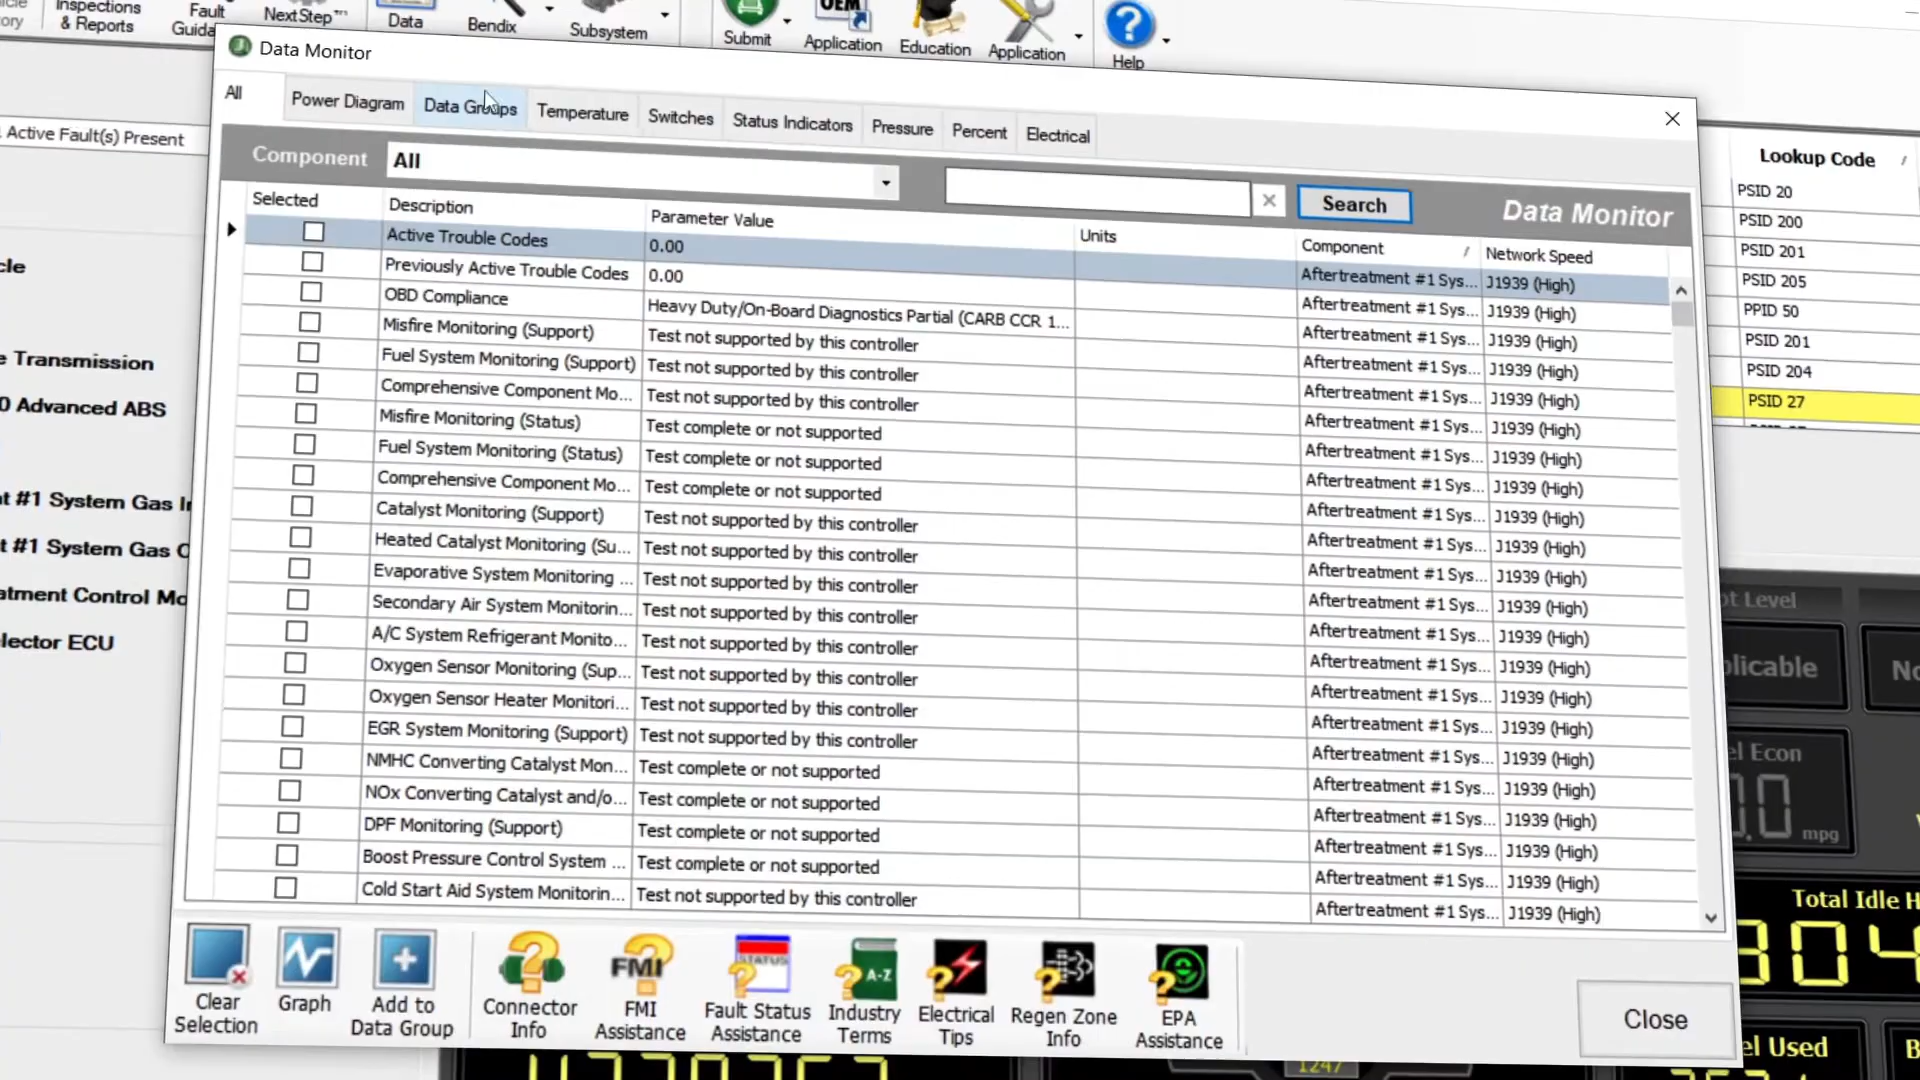 Inspections
& Reports
Fault
NextStep™
Data
Bendix
Subsystem
Submit
OEM
Application
Education
Application
Help
Data Monitor
All
Power Diagram
Data Groups
Temperature
Switches
Status Indicators
Pressure
Percent
Electrical
Active Fault(s) Present
Component
All
Search
Data Monitor
Selected Description Parameter Value Units Component Network Speed
Active Trouble Codes 0.00 Aftertreatment #1 Sys... J1939 (High)
Previously Active Trouble Codes 0.00 Aftertreatment #1 Sys... J1939 (High)
OBD Compliance Heavy Duty/On-Board Diagnostics Partial (CARB CCR 1... Aftertreatment #1 Sys... J1939 (High)
Misfire Monitoring (Support) Test not supported by this controller Aftertreatment #1 Sys... J1939 (High)
Fuel System Monitoring (Support) Test not supported by this controller Aftertreatment #1 Sys... J1939 (High)
Comprehensive Component Mo... Test not supported by this controller Aftertreatment #1 Sys... J1939 (High)
Misfire Monitoring (Status) Test complete or not supported Aftertreatment #1 Sys... J1939 (High)
Fuel System Monitoring (Status) Test complete or not supported Aftertreatment #1 Sys... J1939 (High)
Comprehensive Component Mo... Test complete or not supported Aftertreatment #1 Sys... J1939 (High)
Catalyst Monitoring (Support) Test not supported by this controller Aftertreatment #1 Sys... J1939 (High)
Heated Catalyst Monitoring (Su... Test not supported by this controller Aftertreatment #1 Sys... J1939 (High)
Evaporative System Monitoring ... Test not supported by this controller Aftertreatment #1 Sys... J1939 (High)
Secondary Air System Monitorin... Test not supported by this controller Aftertreatment #1 Sys... J1939 (High)
A/C System Refrigerant Monito... Test not supported by this controller Aftertreatment #1 Sys... J1939 (High)
Oxygen Sensor Monitoring (Sup... Test not supported by this controller Aftertreatment #1 Sys... J1939 (High)
Oxygen Sensor Heater Monitori... Test not supported by this controller Aftertreatment #1 Sys... J1939 (High)
EGR System Monitoring (Support) Test not supported by this controller Aftertreatment #1 Sys... J1939 (High)
NMHC Converting Catalyst Mon... Test complete or not supported Aftertreatment #1 Sys... J1939 (High)
NOx Converting Catalyst and/o... Test complete or not supported Aftertreatment #1 Sys... J1939 (High)
DPF Monitoring (Support) Test complete or not supported Aftertreatment #1 Sys... J1939 (High)
Boost Pressure Control System ... Test complete or not supported Aftertreatment #1 Sys... J1939 (High)
Cold Start Aid System Monitorin... Test not supported by this controller Aftertreatment #1 Sys... J1939 (High)
Clear
Selection
Graph
Add to
Data Group
Connector
Info
FMI
FMI
Assistance
STATUS
Fault Status
Assistance
A-Z
Industry
Terms
Electrical
Tips
Regen Zone
Info
EPA
Assistance
Close
Lookup Code
PSID 20
PSID 200
PSID 201
PSID 205
PPID 50
PSID 201
PSID 204
PSID 27
Transmission
Advanced ABS
#1 System Gas
#1 System Gas
Control
ECU
Level
Econ
mpg
Total Idle
304
Used
1247